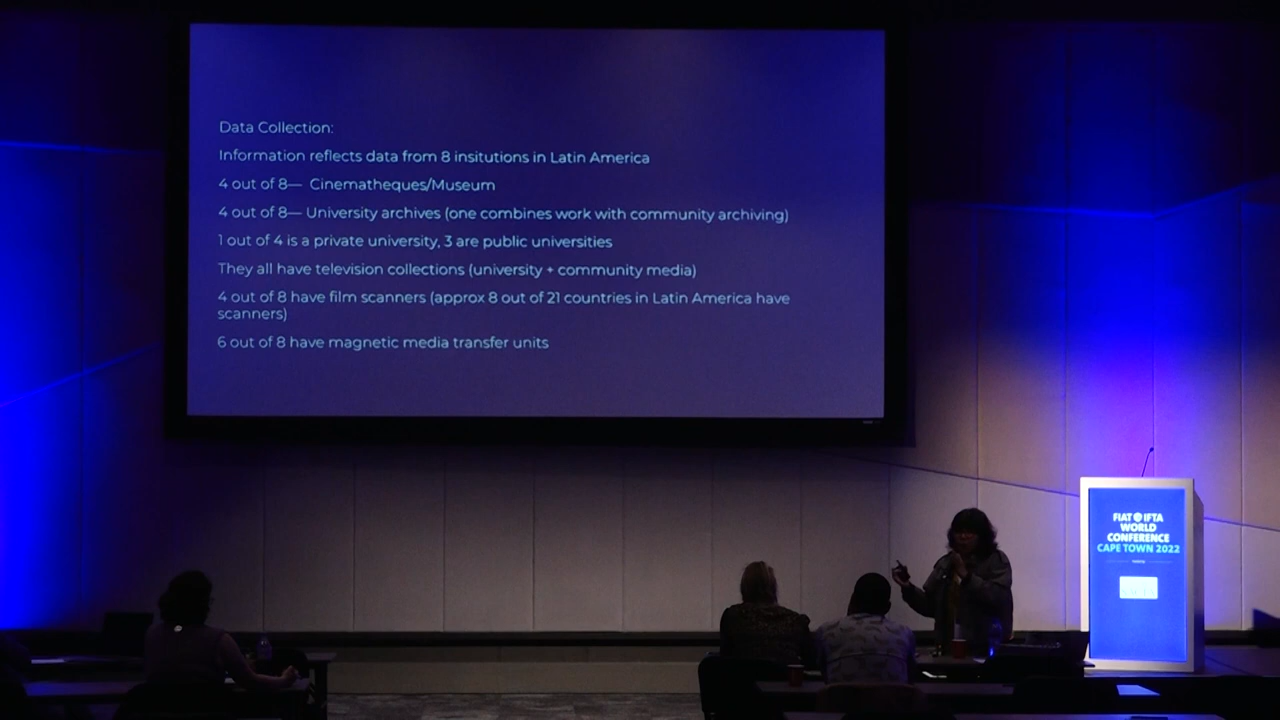 Data Collection:
Information reflects data from 8 insitutions in Latin America
4 out of 8— Cinematheques/Museum
4 out of 8— University archives (one combines work with community archiving)
1 out of 4 is a private university, 3 are public universities
They all have television collections (university + community media)
4 out of 8 have film scanners (approx 8 out of 21 countries in Latin America have
scanners)
6 out of 8 have magnetic media transfer units
FIAT IFTA
WORLD
CONFERENCE
CAPE TOWN 2022